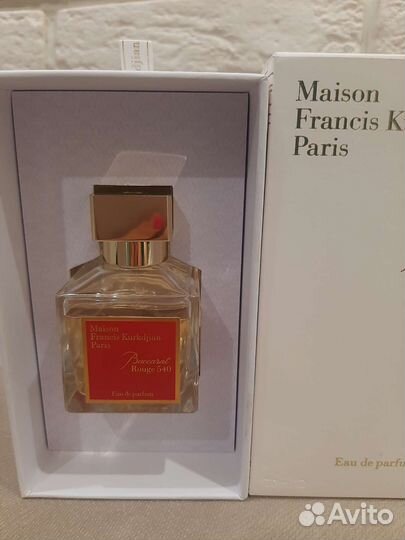 Maison
Francis Kurkdjian
Paris
Baccarat
Rouge 540
Eau de parfum
Maison
Francis K
Paris
Eau de parfu
Avito